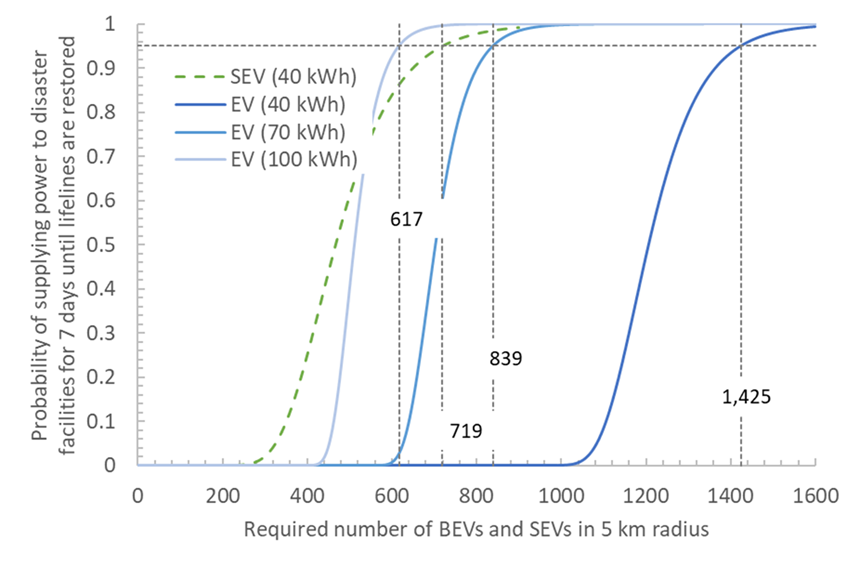 Probability of supplying power to disaster
facilities for 7 days until lifelines are restored
1
0.9
0.8
0.7
0.6
0.5
0.4
0.3
0.2
0.1
0
SEV (40 kWh)
EV (40 kWh)
EV (70 kWh)
EV (100 kWh)
617
839
1,425
719
0 200 400 600 800 1000 1200 1400 1600
Required number of BEVs and SEVs in 5 km radius